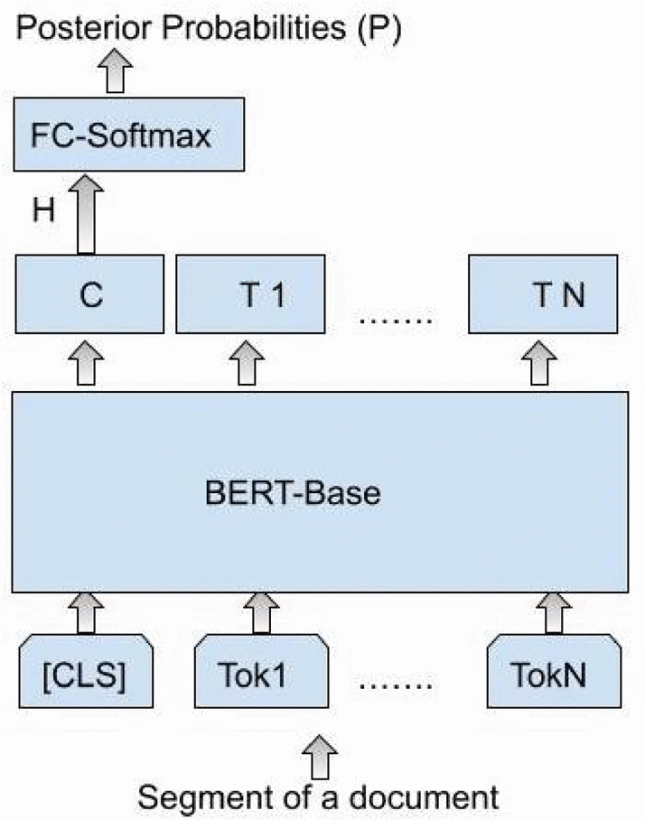 Posterior Probabilities (P)
FC-Softmax
H
C T 1 ....... T N
BERT-Base
[CLS] Tok1 ....... TokN
Segment of a document